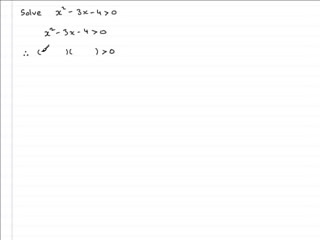 Solve x² - 3x - 4 > 0
x² - 3x - 4 > 0
∴ ( )( ) > 0